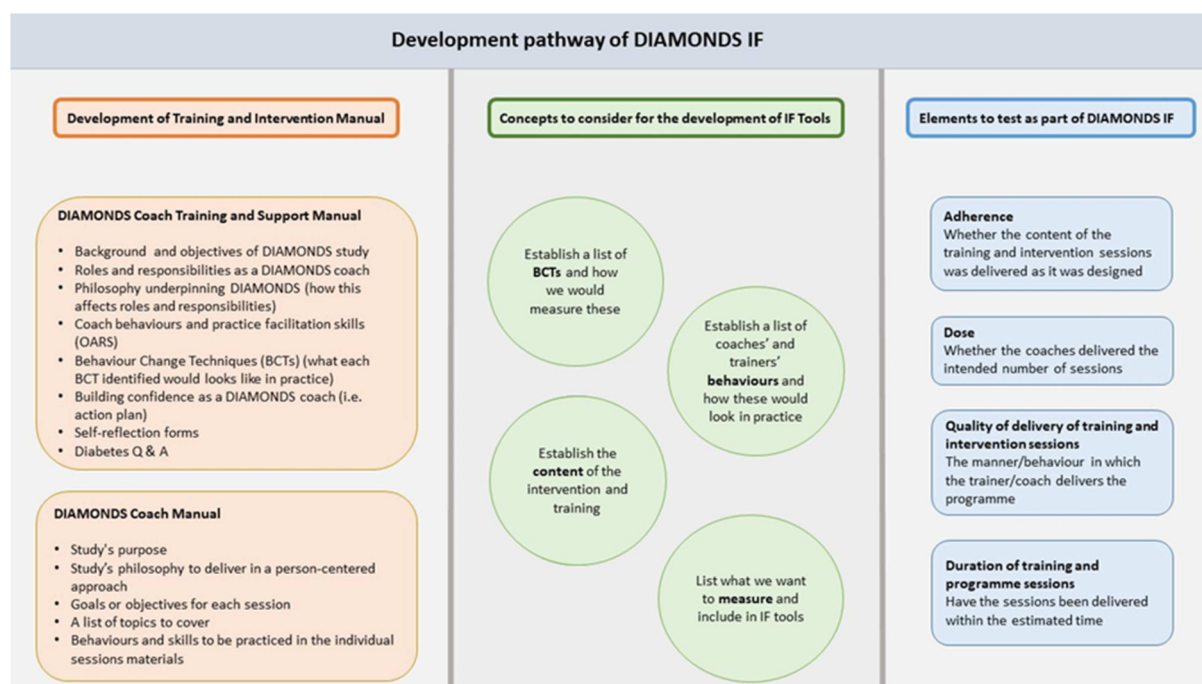 Development pathway of DIAMONDS IF
Development of Training and Intervention Manual
DIAMONDS Coach Training and Support Manual
• Background and objectives of DIAMONDS study
• Roles and responsibilities as a DIAMONDS coach
• Philosophy underpinning DIAMONDS (how this
affects roles and responsibilities)
• Coach behaviours and practice facilitation skills
(OARS)
• Behaviour Change Techniques (BCTs) (what each
BCT identified would looks like in practice)
• Building confidence as a DIAMONDS coach (i.e.
action plan)
• Self-reflection forms
• Diabetes Q & A
DIAMONDS Coach Manual
• Study's purpose
• Study's philosophy to deliver in a person-centered
approach
• Goals or objectives for each session
• A list of topics to cover
• Behaviours and skills to be practiced in the individual
sessions materials
Concepts to consider for the development of IF Tools
Establish a list of
BCTs and how
we would
measure these
Establish a list of
coaches' and
trainers'
behaviours and
how these would
look in practice
Establish the
content of the
intervention and
training
List what we want
to measure and
include in IF tools
Elements to test as part of DIAMONDS IF
Adherence
Whether the content of the
training and intervention sessions
was delivered as it was designed
Dose
Whether the coaches delivered the
intended number of sessions
Quality of delivery of training and
intervention sessions
The manner/behaviour in which
the trainer/coach delivers the
programme
Duration of training and
programme sessions
Have the sessions been delivered
within the estimated time